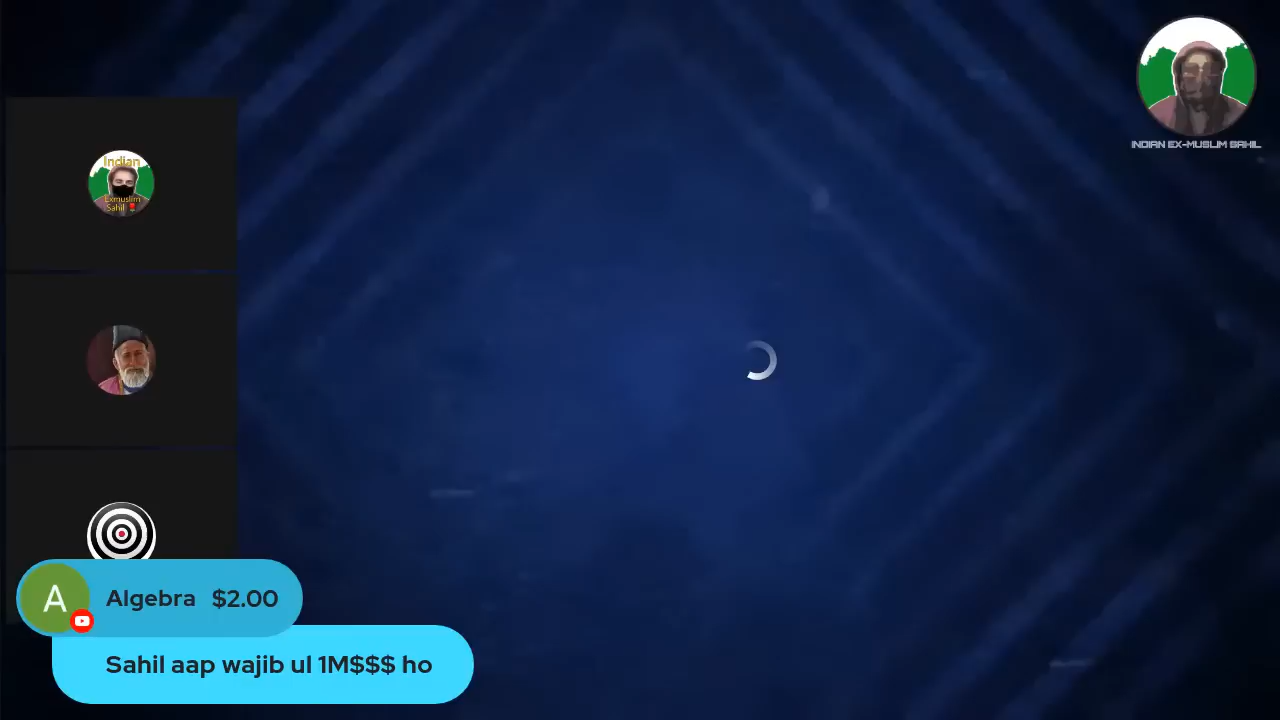 INDIAN EX-MUSLIM SAHIL
Indian
Exmuslim
Sahil
A
Algebra $2.00
Sahil aap wajib ul 1M$$$ ho